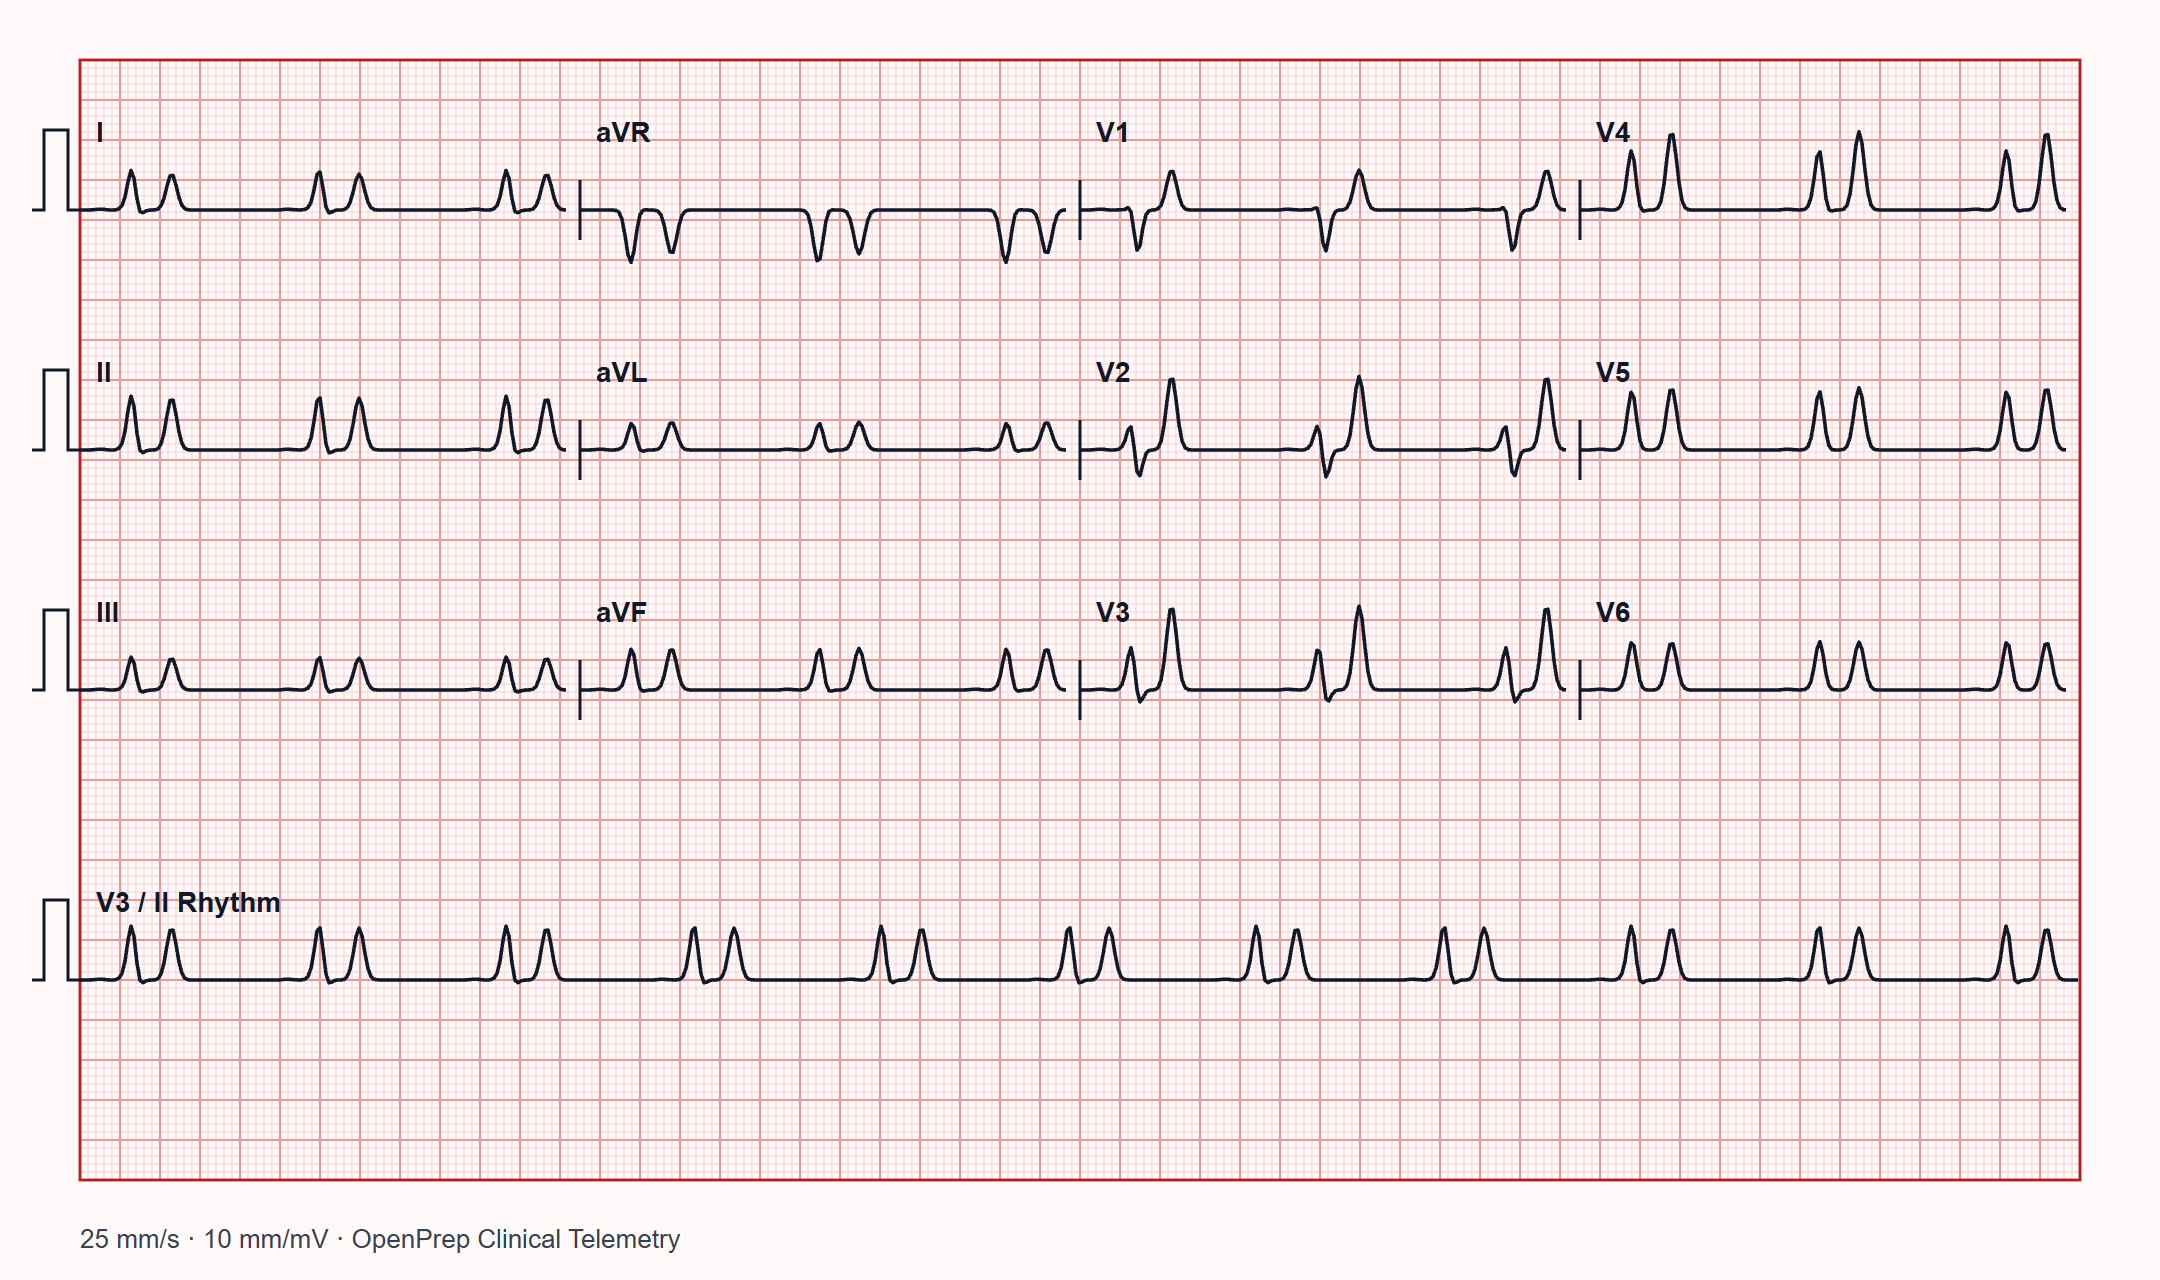 I aVR V1 V4
II aVL V2 V5
III aVF V3 V6
V3 / II Rhythm
25 mm/s · 10 mm/mV · OpenPrep Clinical Telemetry